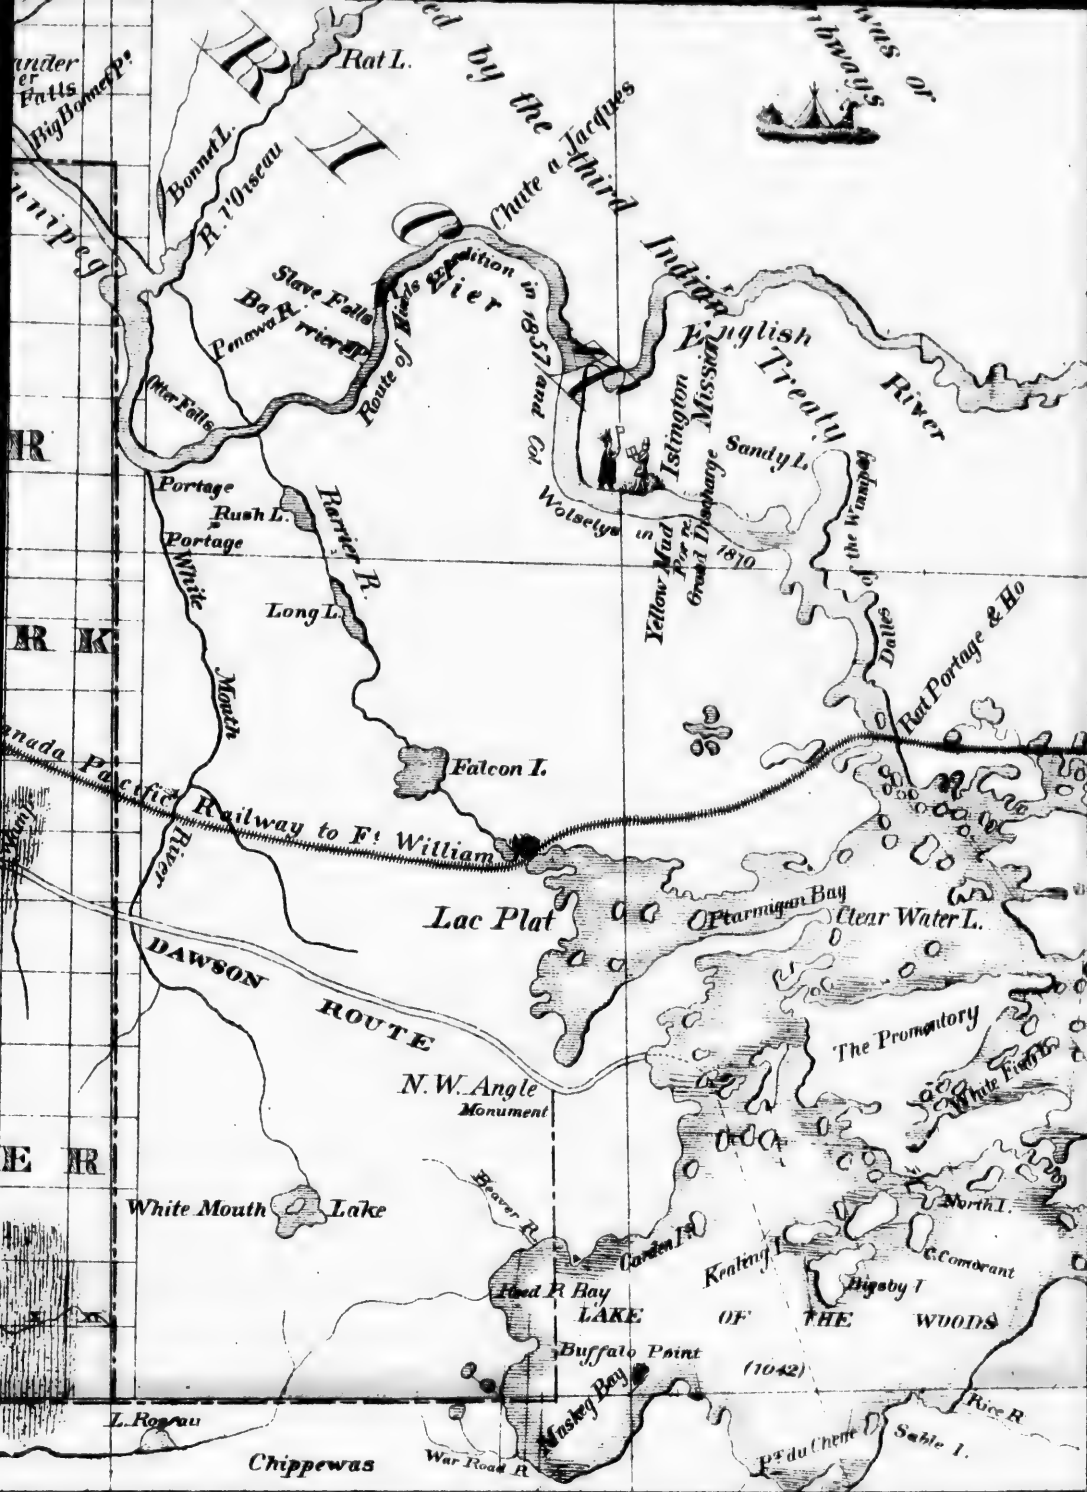 Rat L.
by the third Indian
Treaty
or
Falls
Big Bonnet
Bonnet L.
R. l'Oiseau
Chute a Jacques
R I
Slave Falls
Penawa R.
Otter Falls
Route of Hinds Expedition in 1857 and Col
Wolselys in 1870
English
River
Islington
Mission
Sandy L.
Yellow Mud
Grand Discharge
of the Winnipeg
Dalles
Rat Portage & Ho
R
Portage
Rush L.
Portage
Barrier R.
Long L.
White
Mouth
River
R K
Falcon I.
Pacific Railway to Ft William
Lac Plat
Ptarmigan Bay
Clear Water L.
DAWSON ROUTE
The Promontory
White Fish L.
N. W. Angle
Monument
E R
White Mouth Lake
Beaver R.
Garden I.
Keating I.
North I.
C. Comorant
Bigsby I
Reed R Bay
LAKE OF THE WOODS
Buffalo Point
(1042)
Muskeg Bay
L. Roseau
Chippewas
War Road R
Pt du Chene
Sable I.
Rice R